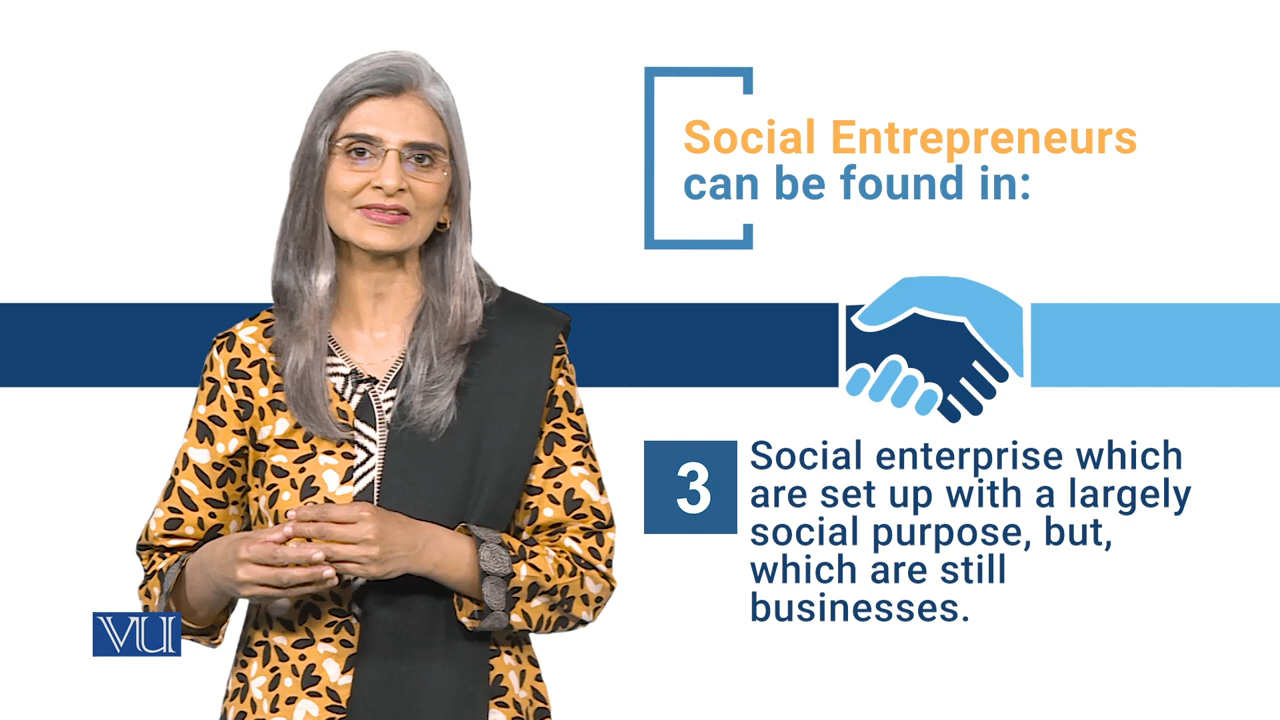 Social Entrepreneurs
can be found in:
3
Social enterprise which
are set up with a largely
social purpose, but,
which are still
businesses.
VU